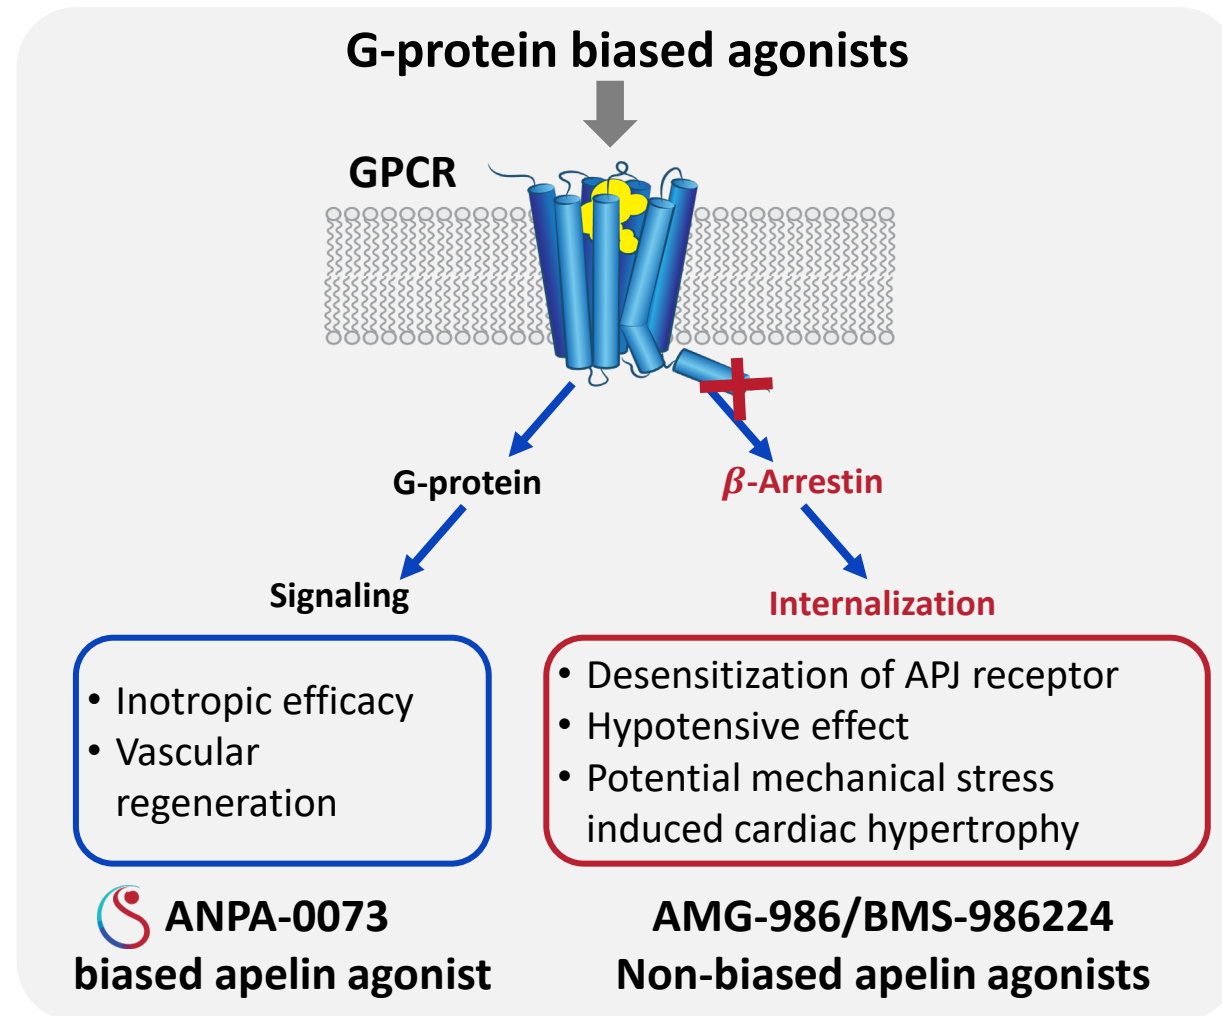 G-protein biased agonists
GPCR
G-protein
β-Arrestin
Signaling
Internalization
• Inotropic efficacy
• Vascular
regeneration
• Desensitization of APJ receptor
• Hypotensive effect
• Potential mechanical stress
induced cardiac hypertrophy
ANPA-0073
biased apelin agonist
AMG-986/BMS-986224
Non-biased apelin agonists